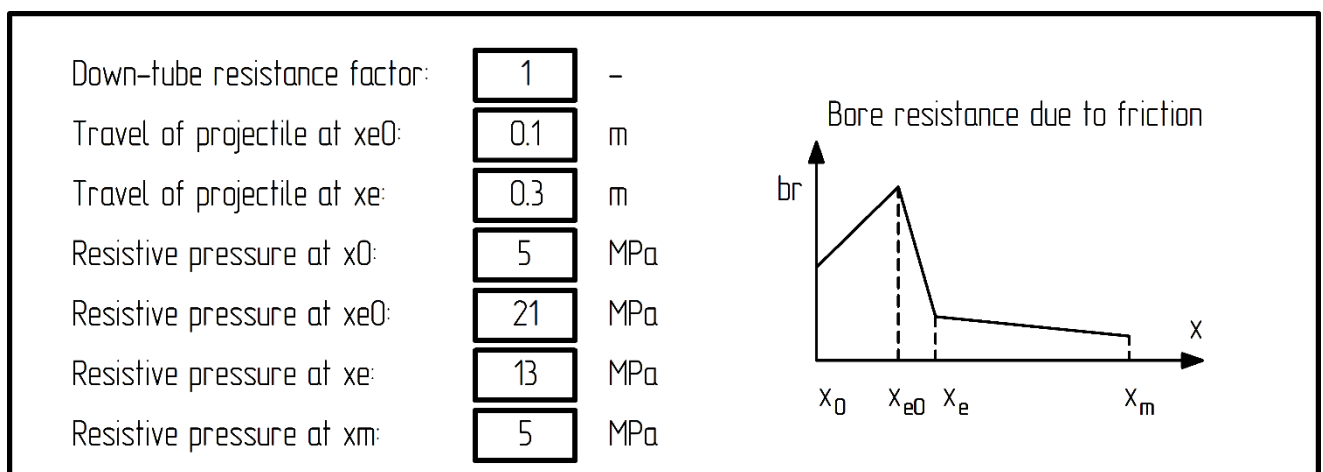 Down-tube resistance factor: 1 -
Travel of projectile at xe0: 0.1 m
Travel of projectile at xe: 0.3 m
Resistive pressure at x0: 5 MPa
Resistive pressure at xe0: 21 MPa
Resistive pressure at xe: 13 MPa
Resistive pressure at xm: 5 MPa
Bore resistance due to friction
br
x
x0 xe0 xe xm